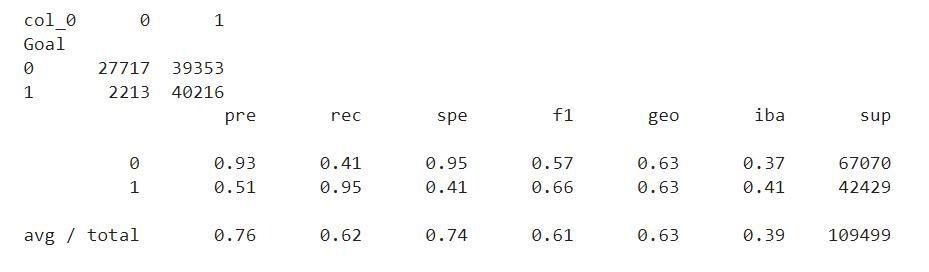 col_0 0 1
Goal
0 27717 39353
1 2213 40216
pre rec spe f1 geo iba sup
0 0.93 0.41 0.95 0.57 0.63 0.37 67070
1 0.51 0.95 0.41 0.66 0.63 0.41 42429
avg / total 0.76 0.62 0.74 0.61 0.63 0.39 109499